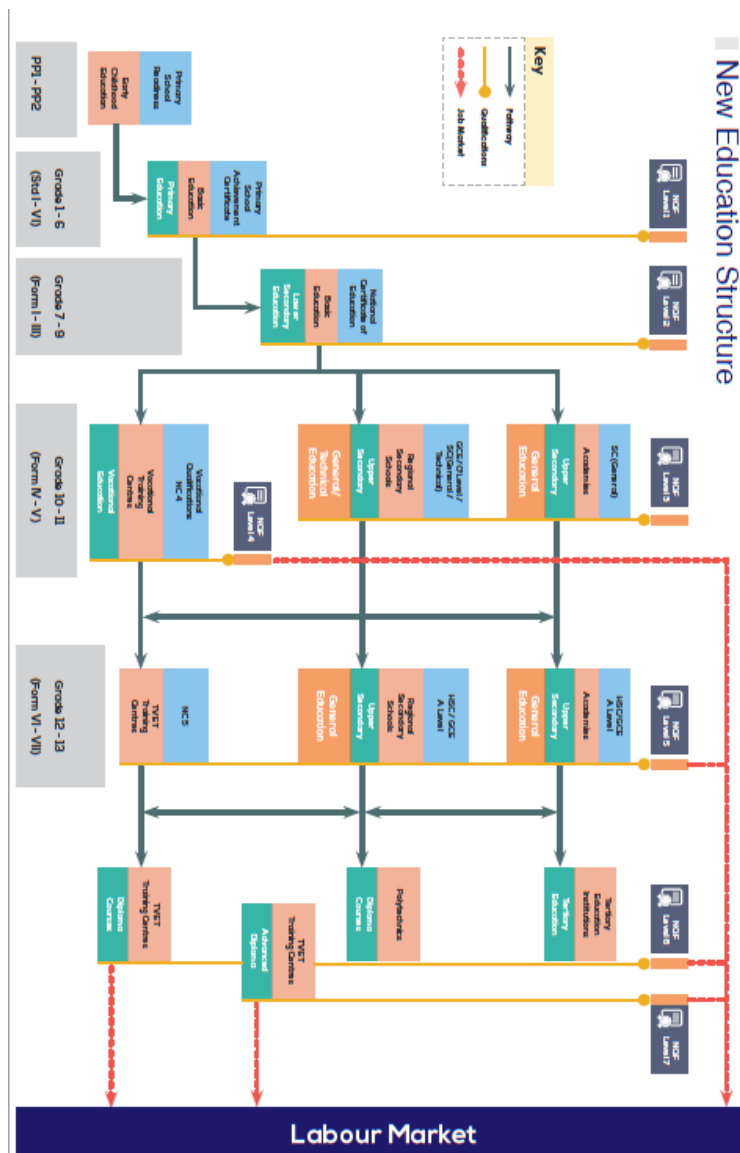 New Education Structure
Key
Pathway
Qualifications
Job Market
NQF
Level 1
NQF
Level 2
NQF
Level 3
NQF
Level 4
NQF
Level 5
NQF
Level 6
NQF
Level 7
Primary
School
Readiness
Early
Childhood
Education
Primary
School
Achievement
Certificate
Basic
Education
Primary
Education
National
Certificate of
Education
Basic
Education
Lower
Secondary
Education
SC (General)
Academies
Upper
Secondary
General
Education
GCE/O'Level/
SC(General/
Technical)
Regional
Secondary
Schools
Upper
Secondary
General/
Technical
Education
Vocational
Qualifications
NC4
Vocational
Training
Centres
Vocational
Education
HSC/GCE
A Level
Academies
Upper
Secondary
General
Education
HSC/ GCE
A Level
Regional
Secondary
Schools
Upper
Secondary
General
Education
NC5
TVET
Training
Centres
Tertiary
Education
Institutions
Tertiary
Education
Polytechnics
Diploma
Courses
TVET
Training Centres
Advanced
Diploma
TVET
Training Centres
Diploma
Courses
PP1 - PP2
Grade 1 - 6
(Std I - VI)
Grade 7 - 9
(Form I - III)
Grade 10 - 11
(Form IV - V)
Grade 12 - 13
(Form VI - VII)
Labour Market